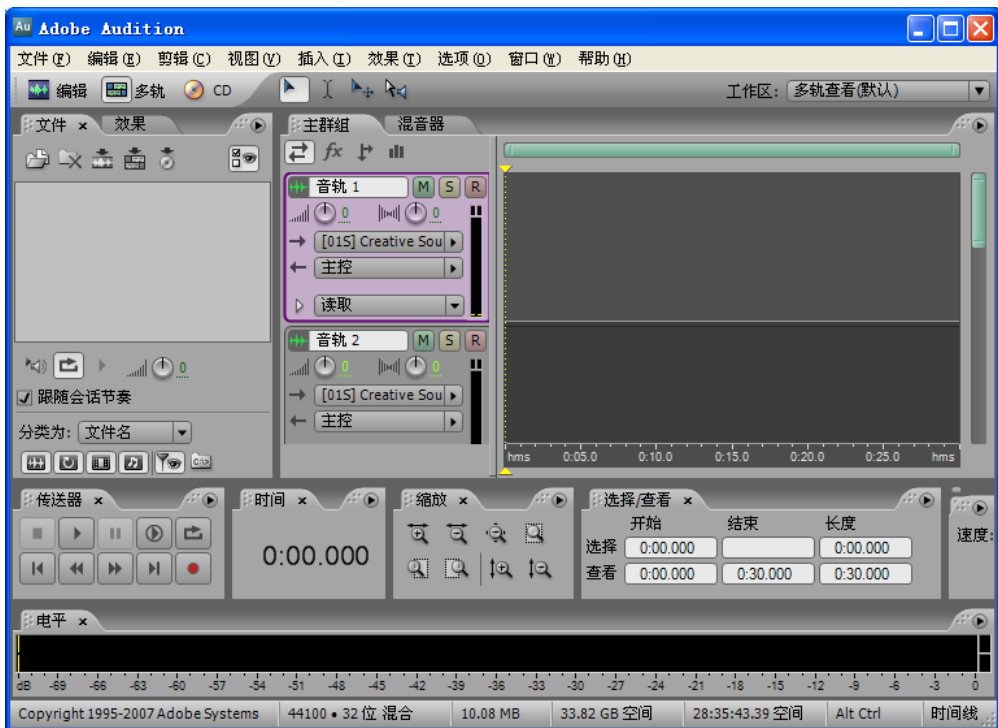 Au Adobe Audition
文件(F) 编辑(E) 剪辑(C) 视图(V) 插入(I) 效果(T) 选项(O) 窗口(W) 帮助(H)
编辑 多轨 CD 工作区: 多轨查看(默认)
文件 效果
主群组 混音器
fx
音轨 1 M S R
0 0
[01S] Creative Sou
主控
读取
音轨 2 M S R
0 0
[01S] Creative Sou
主控
0
跟随会话节奏
分类为: 文件名
hms 0:05.0 0:10.0 0:15.0 0:20.0 0:25.0 hms
传送器
时间
0:00.000
缩放
选择/查看
开始 结束 长度
选择 0:00.000 0:00.000
查看 0:00.000 0:30.000 0:30.000
速度:
电平
dB -69 -66 -63 -60 -57 -54 -51 -48 -45 -42 -39 -36 -33 -30 -27 -24 -21 -18 -15 -12 -9 -6 -3 0
Copyright 1995-2007 Adobe Systems 44100 • 32 位 混合 10.08 MB 33.82 GB 空间 28:35:43.39 空间 Alt Ctrl 时间线